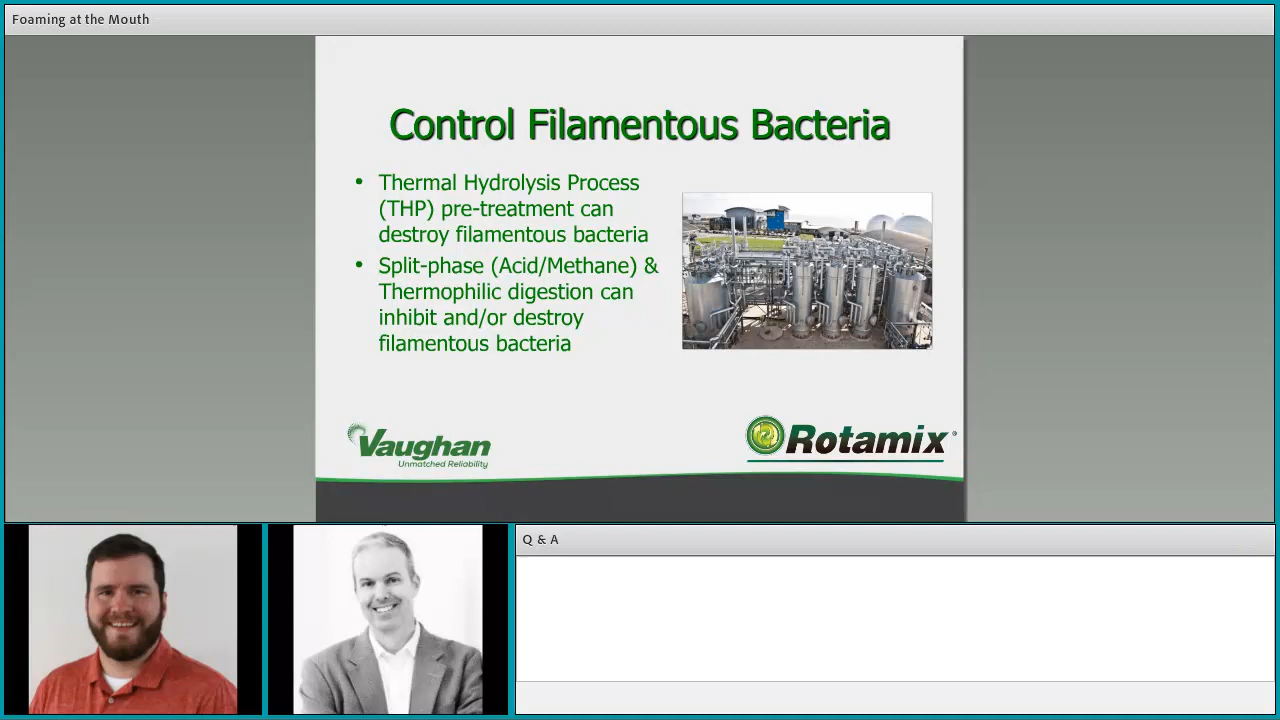 Foaming at the Mouth
Control Filamentous Bacteria
• Thermal Hydrolysis Process
(THP) pre-treatment can
destroy filamentous bacteria
• Split-phase (Acid/Methane) &
Thermophilic digestion can
inhibit and/or destroy
filamentous bacteria
Vaughan
Unmatched Reliability
Rotamix®
Q & A